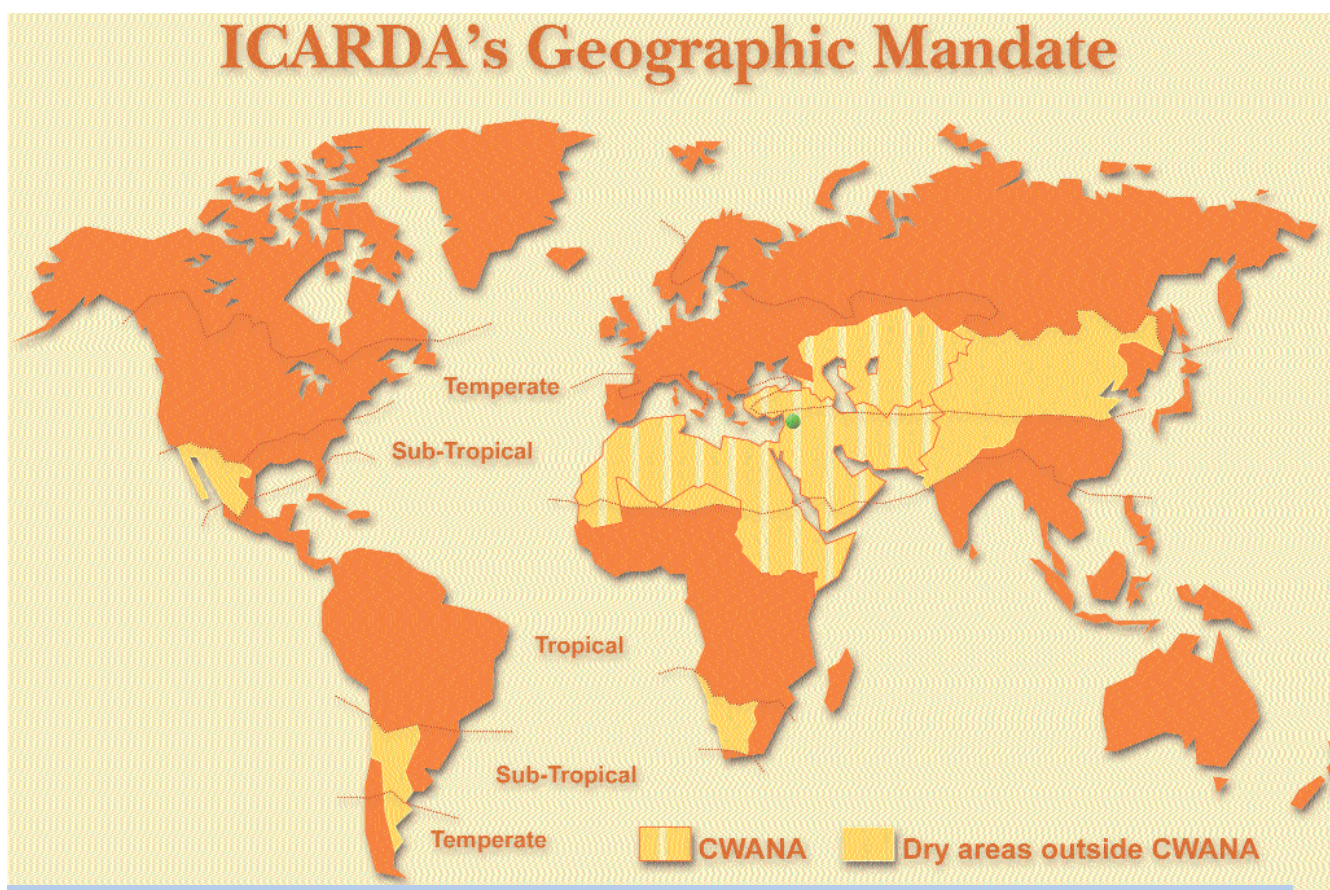 ICARDA's Geographic Mandate
Temperate
Sub-Tropical
Tropical
Sub-Tropical
Temperate
CWANA
Dry areas outside CWANA